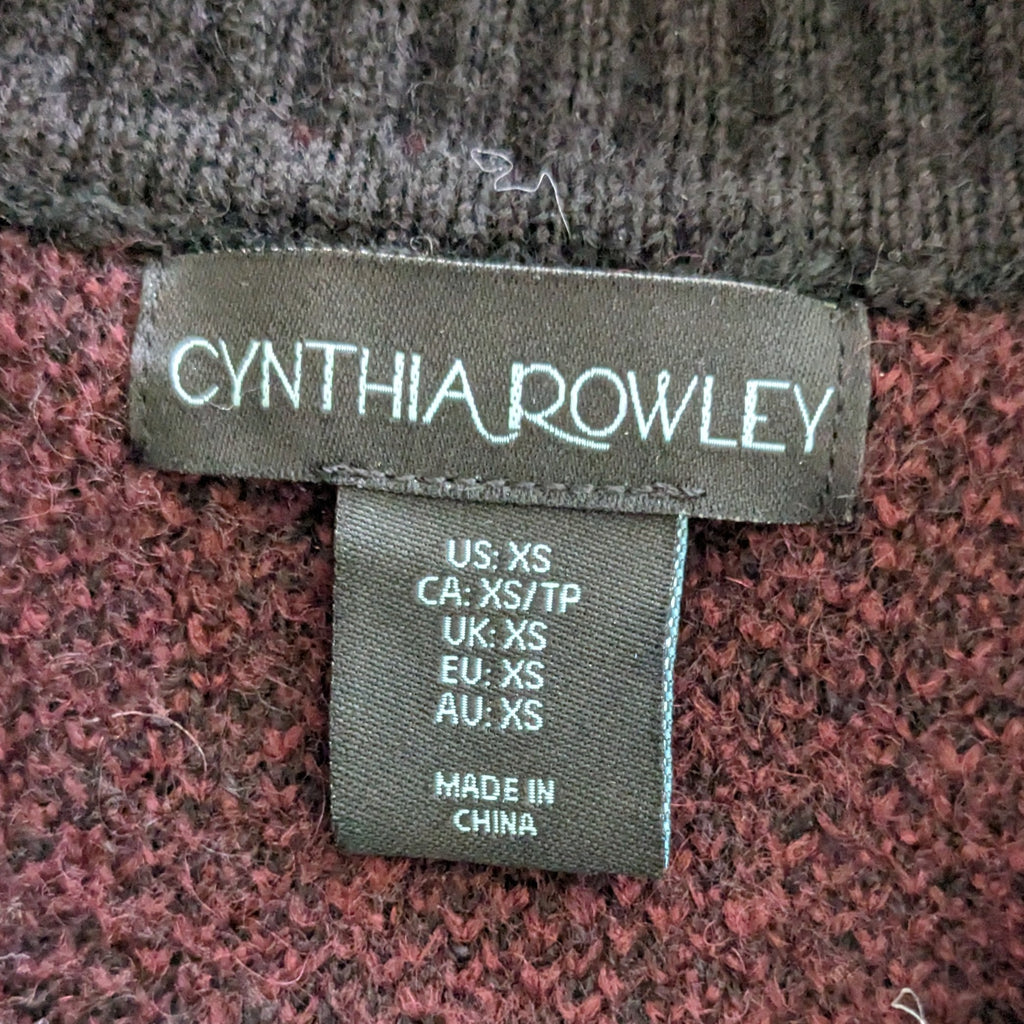 CYNTHIA ROWLEY
US: XS
CA: XS/TP
UK: XS
EU: XS
AU: XS
MADE IN
CHINA